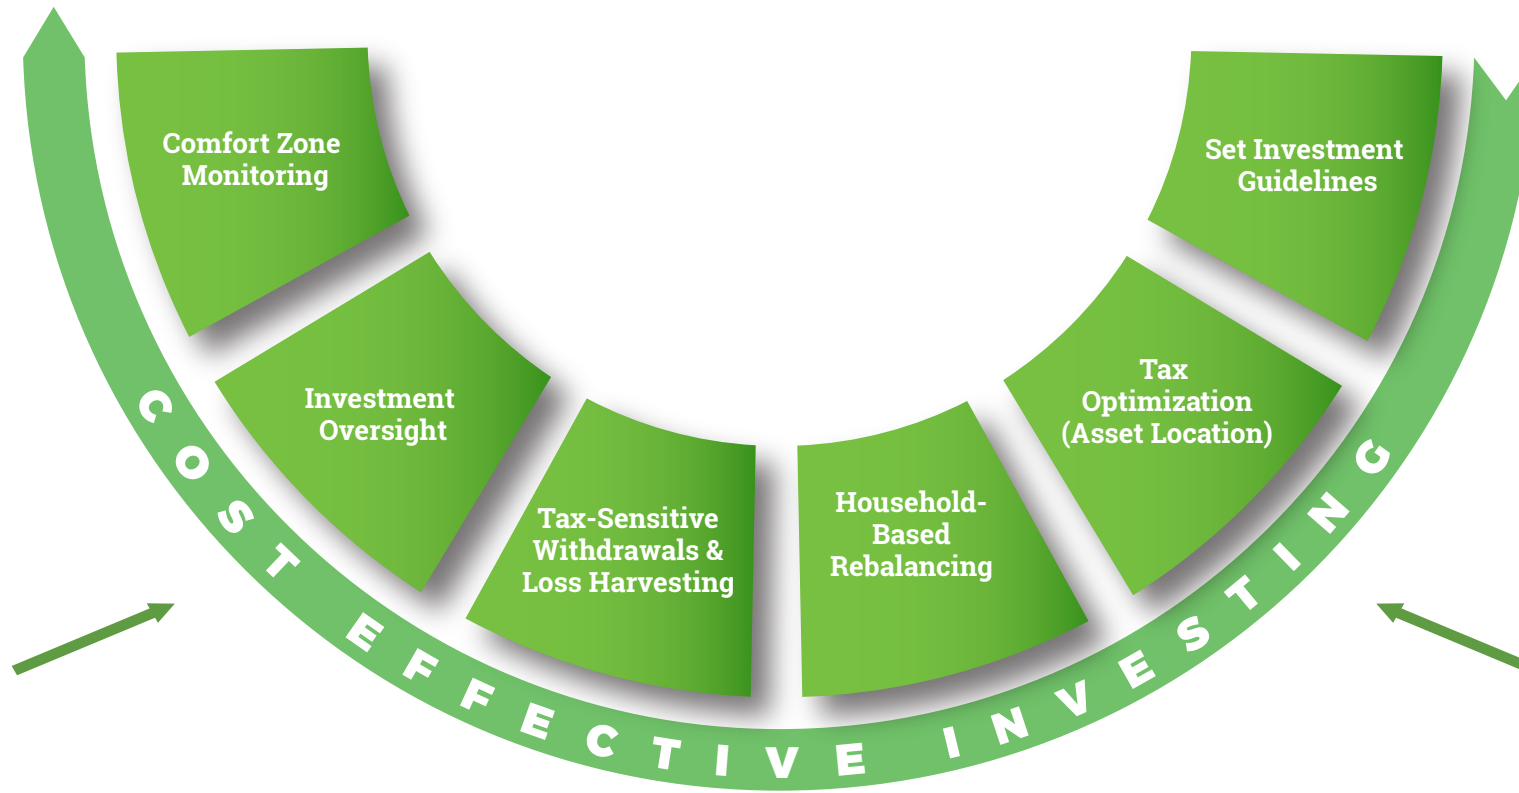 Comfort Zone
Monitoring
Investment
Oversight
Tax-Sensitive
Withdrawals &
Loss Harvesting
Household-
Based
Rebalancing
Tax
Optimization
(Asset Location)
Set Investment
Guidelines
COST EFFECTIVE INVESTING